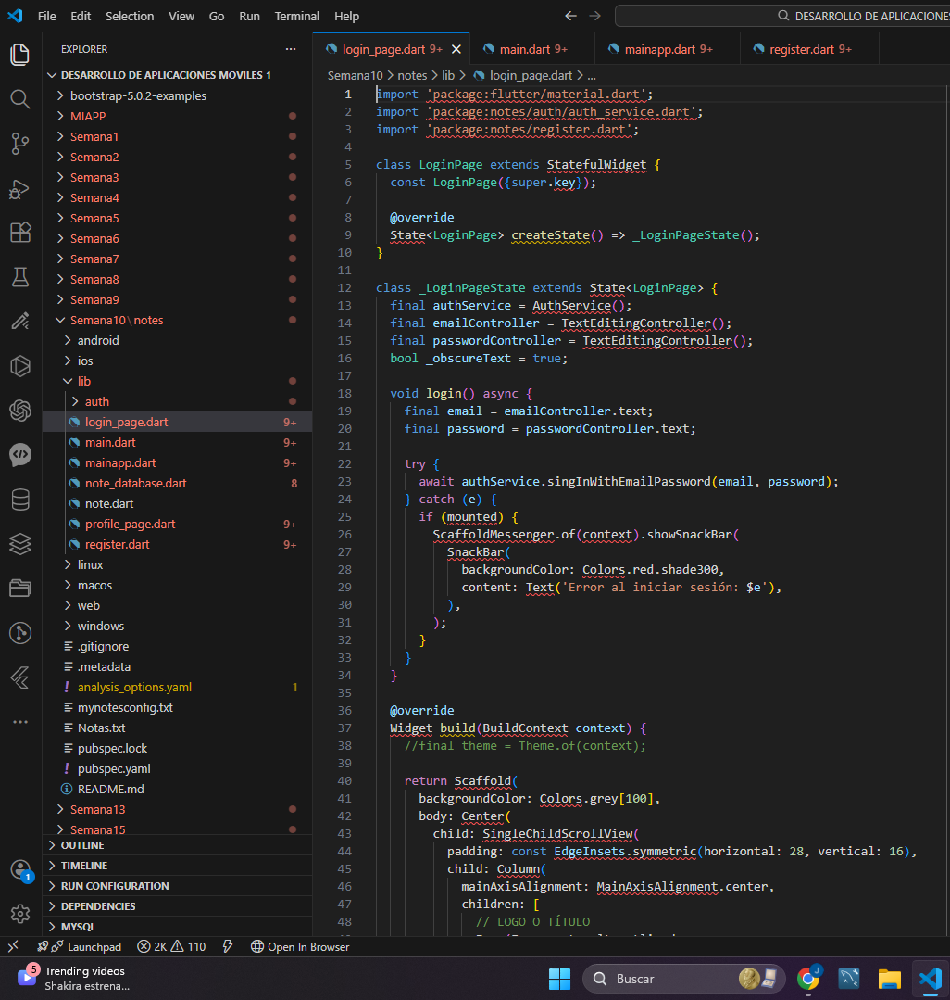 File Edit Selection View Go Run Terminal Help
DESARROLLO DE APLICACIONES
EXPLORER
login_page.dart 9+
main.dart 9+
mainapp.dart 9+
register.dart 9+
DESARROLLO DE APLICACIONES MOVILES 1
bootstrap-5.0.2-examples
MIAPP
Semana1
Semana2
Semana3
Semana4
Semana5
Semana6
Semana7
Semana8
Semana9
Semana10\notes
android
ios
lib
auth
login_page.dart 9+
main.dart 9+
mainapp.dart 9+
note_database.dart 8
note.dart
profile_page.dart 9+
register.dart 9+
linux
macos
web
windows
.gitignore
.metadata
analysis_options.yaml 1
mynotesconfig.txt
Notas.txt
pubspec.lock
pubspec.yaml
README.md
Semana13
Semana15
OUTLINE
TIMELINE
RUN CONFIGURATION
DEPENDENCIES
MYSQL
1
Semana10 > notes > lib > login_page.dart > ...
1 import 'package:flutter/material.dart';
2 import 'package:notes/auth/auth_service.dart';
3 import 'package:notes/register.dart';
4
5 class LoginPage extends StatefulWidget {
6 const LoginPage({super.key});
7
8 @override
9 State<LoginPage> createState() => _LoginPageState();
10 }
11
12 class _LoginPageState extends State<LoginPage> {
13 final authService = AuthService();
14 final emailController = TextEditingController();
15 final passwordController = TextEditingController();
16 bool _obscureText = true;
17
18 void login() async {
19 final email = emailController.text;
20 final password = passwordController.text;
21
22 try {
23 await authService.singInWithEmailPassword(email, password);
24 } catch (e) {
25 if (mounted) {
26 ScaffoldMessenger.of(context).showSnackBar(
27 SnackBar(
28 backgroundColor: Colors.red.shade300,
29 content: Text('Error al iniciar sesión: $e'),
30 ),
31 );
32 }
33 }
34 }
35
36 @override
37 Widget build(BuildContext context) {
38 //final theme = Theme.of(context);
39
40 return Scaffold(
41 backgroundColor: Colors.grey[100],
42 body: Center(
43 child: SingleChildScrollView(
44 padding: const EdgeInsets.symmetric(horizontal: 28, vertical: 16),
45 child: Column(
46 mainAxisAlignment: MainAxisAlignment.center,
47 children: [
48 // LOGO O TÍTULO
Launchpad 2K 110 Open In Browser
5
Trending videos
Shakira estrena...
Buscar